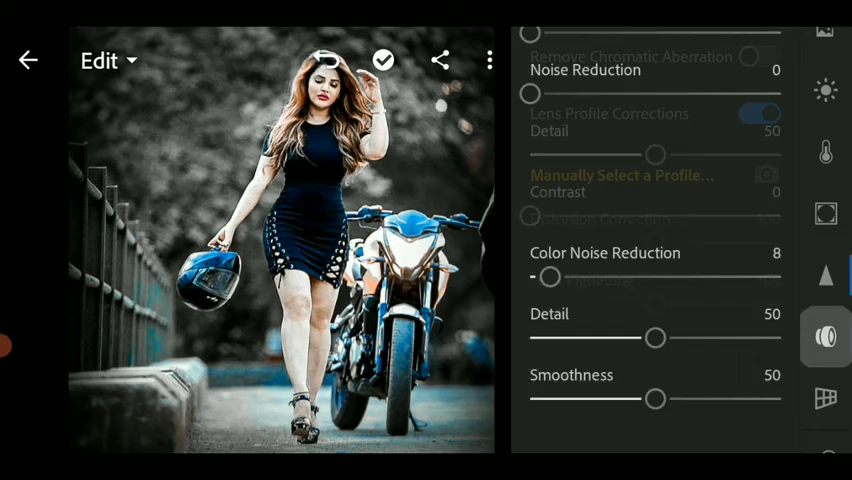 Edit
Remove Chromatic Aberration
Noise Reduction 0
Lens Profile Corrections
Detail 50
Manually Select a Profile...
Contrast 0
Color Noise Reduction 8
Detail 50
Smoothness 50